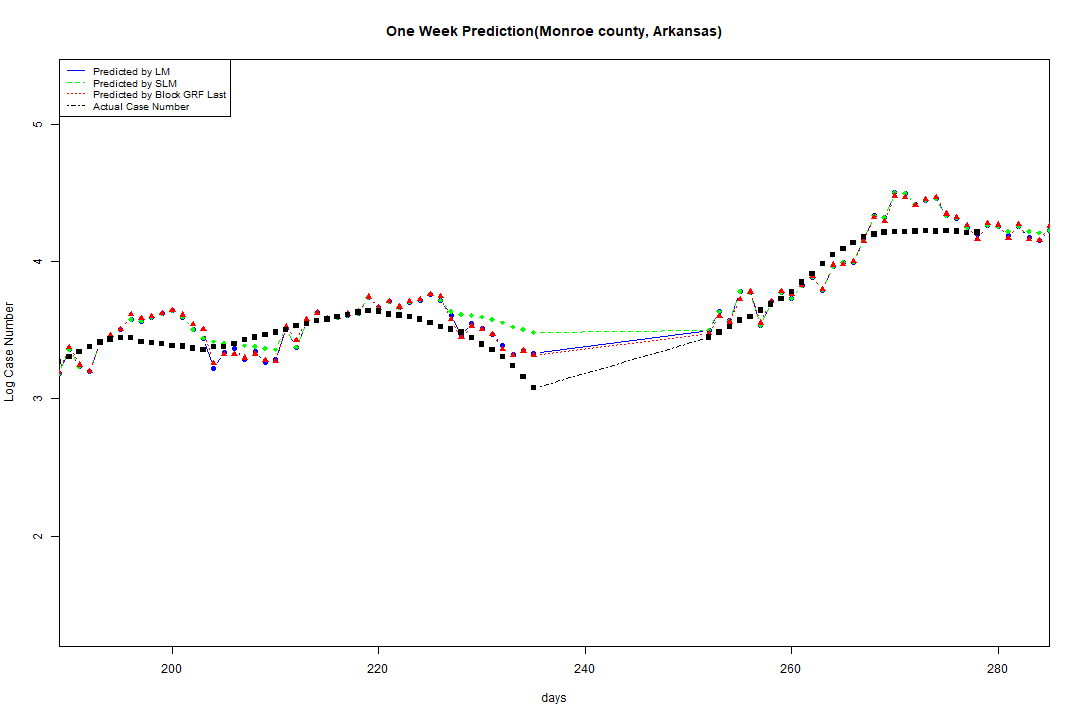 One Week Prediction(Monroe county, Arkansas)
Predicted by LM
Predicted by SLM
Predicted by Block GRF Last
Actual Case Number
5
4
3
2
Log Case Number
200
220
240
260
280
days